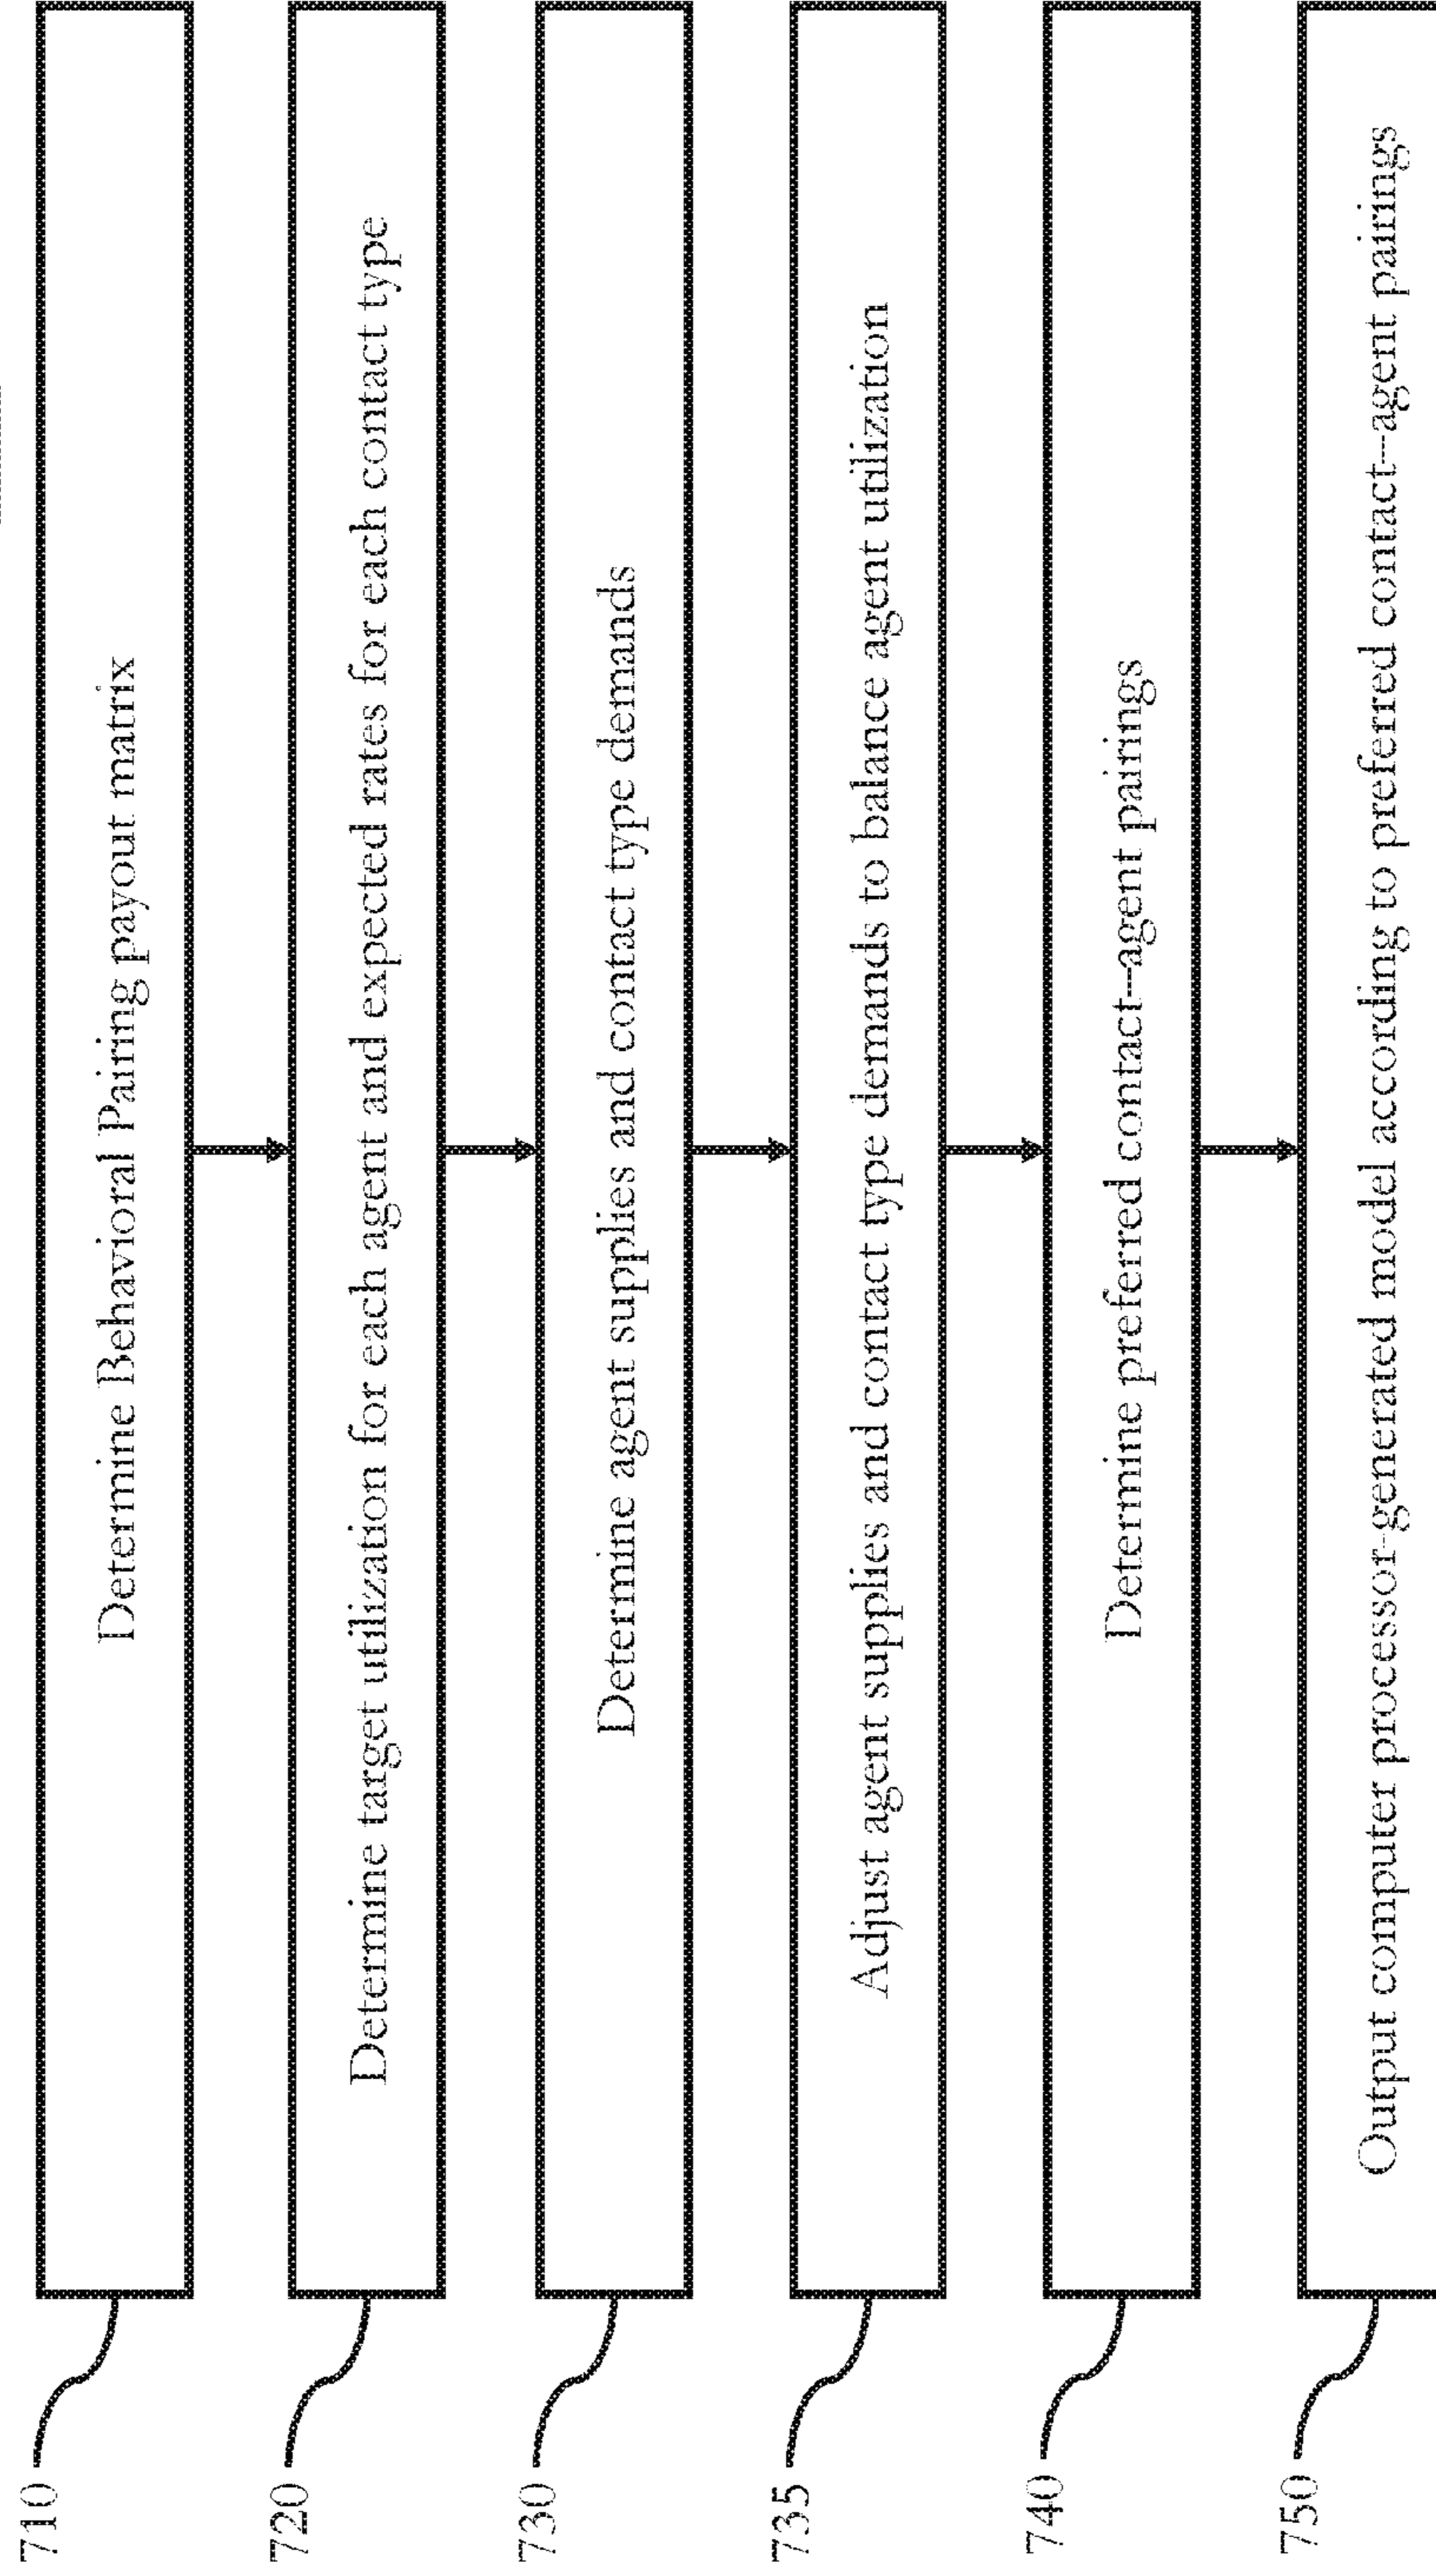 710
Determine Behavioral Pairing payout matrix
720
Determine target utilization for each agent and expected rates for each contact type
730
Determine agent supplies and contact type demands
735
Adjust agent supplies and contact type demands to balance agent utilization
740
Determine preferred contact--agent pairings
750
Output computer processor-generated model according to preferred contact--agent pairings